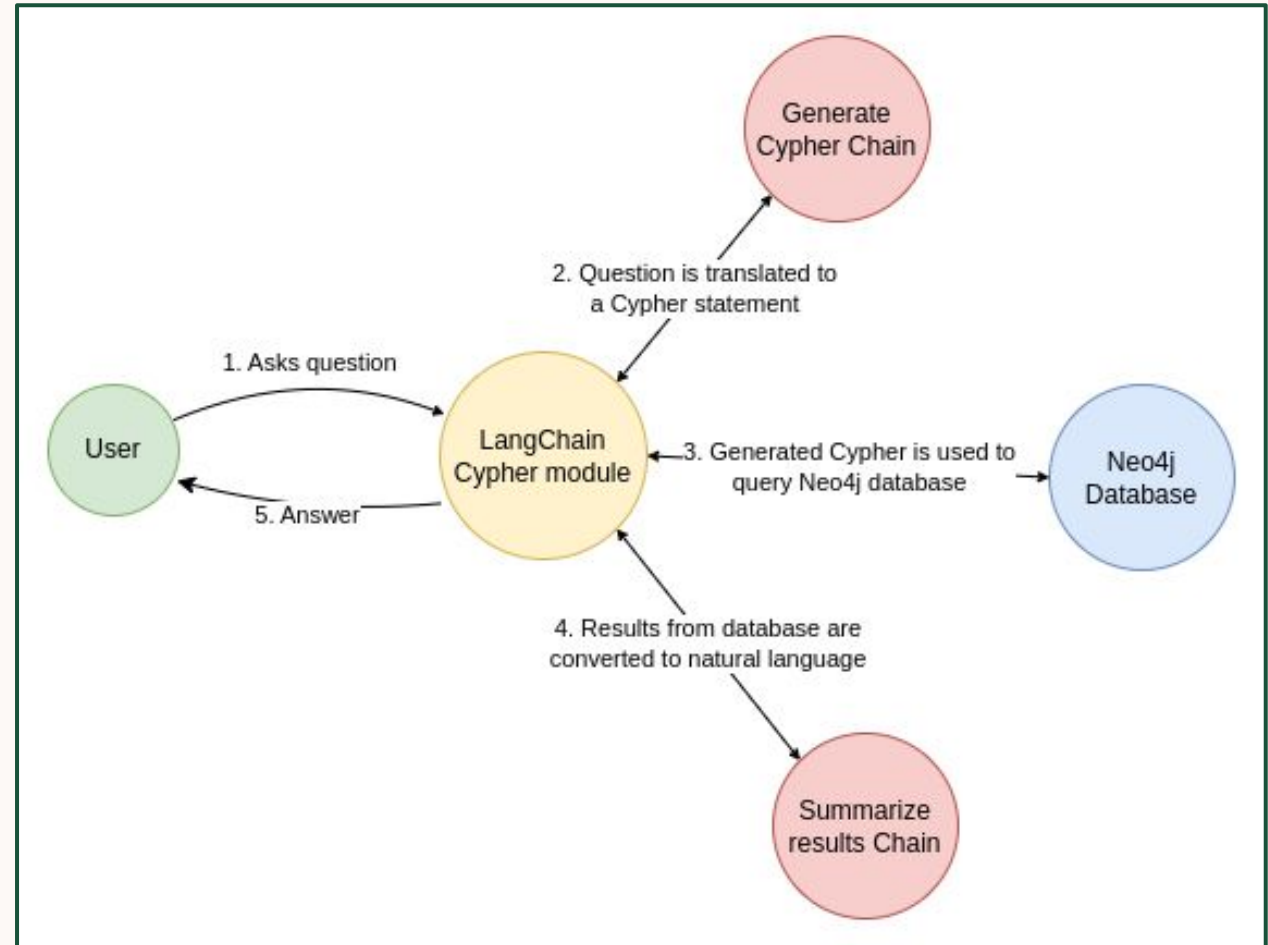 Generate
Cypher Chain
2. Question is translated to
a Cypher statement
1. Asks question
User
LangChain
Cypher module
3. Generated Cypher is used to
query Neo4j database
Neo4j
Database
5. Answer
4. Results from database are
converted to natural language
Summarize
results Chain